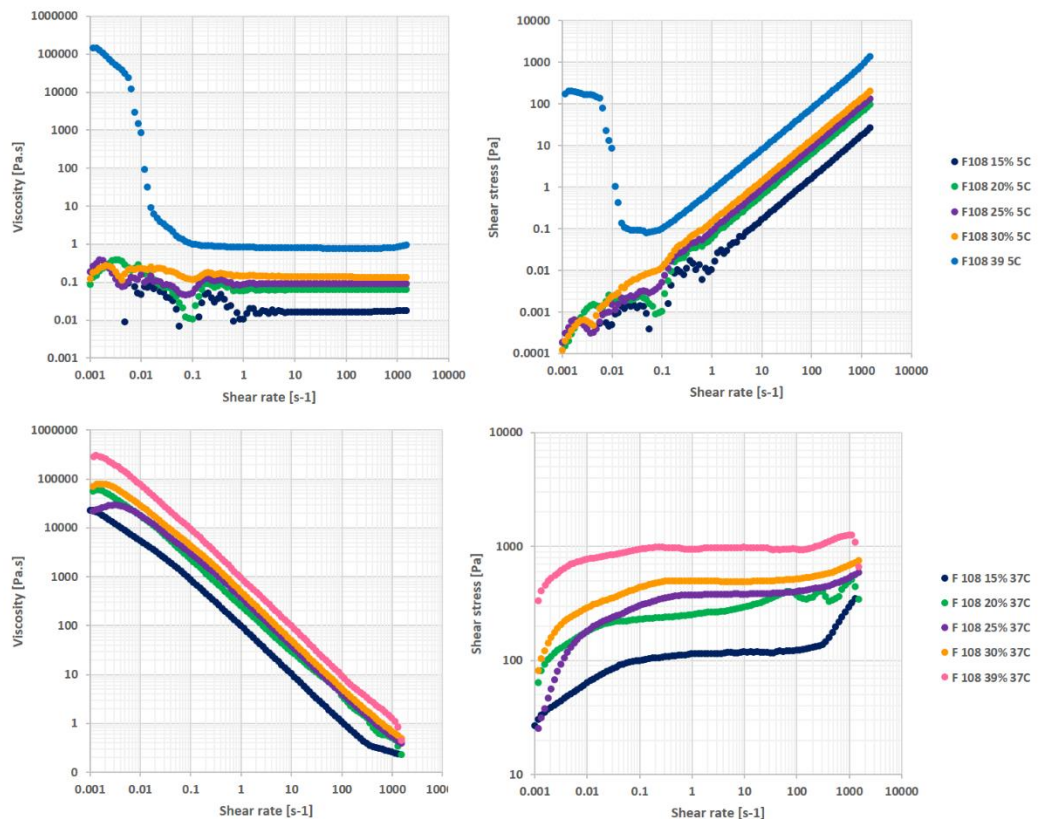 1000000
100000
10000
1000
100
10
1
0.1
0.01
0.001
Viscosity [Pa.s]
0.001 0.01 0.1 1 10 100 1000 10000
Shear rate [s-1]
10000
1000
100
10
1
0.1
0.01
0.001
0.0001
Shear stress [Pa]
0.001 0.01 0.1 1 10 100 1000 10000
Shear rate [s-1]
F108 15% 5C
F108 20% 5C
F108 25% 5C
F108 30% 5C
F108 39 5C
1000000
100000
10000
1000
100
10
1
0
Viscosity [Pa.s]
0.001 0.01 0.1 1 10 100 1000
Shear rate [s-1]
10000
1000
100
10
Shear stress [Pa]
0.001 0.01 0.1 1 10 100 1000 10000
Shear rate [s-1]
F 108 15% 37C
F 108 20% 37C
F 108 25% 37C
F 108 30% 37C
F 108 39% 37C